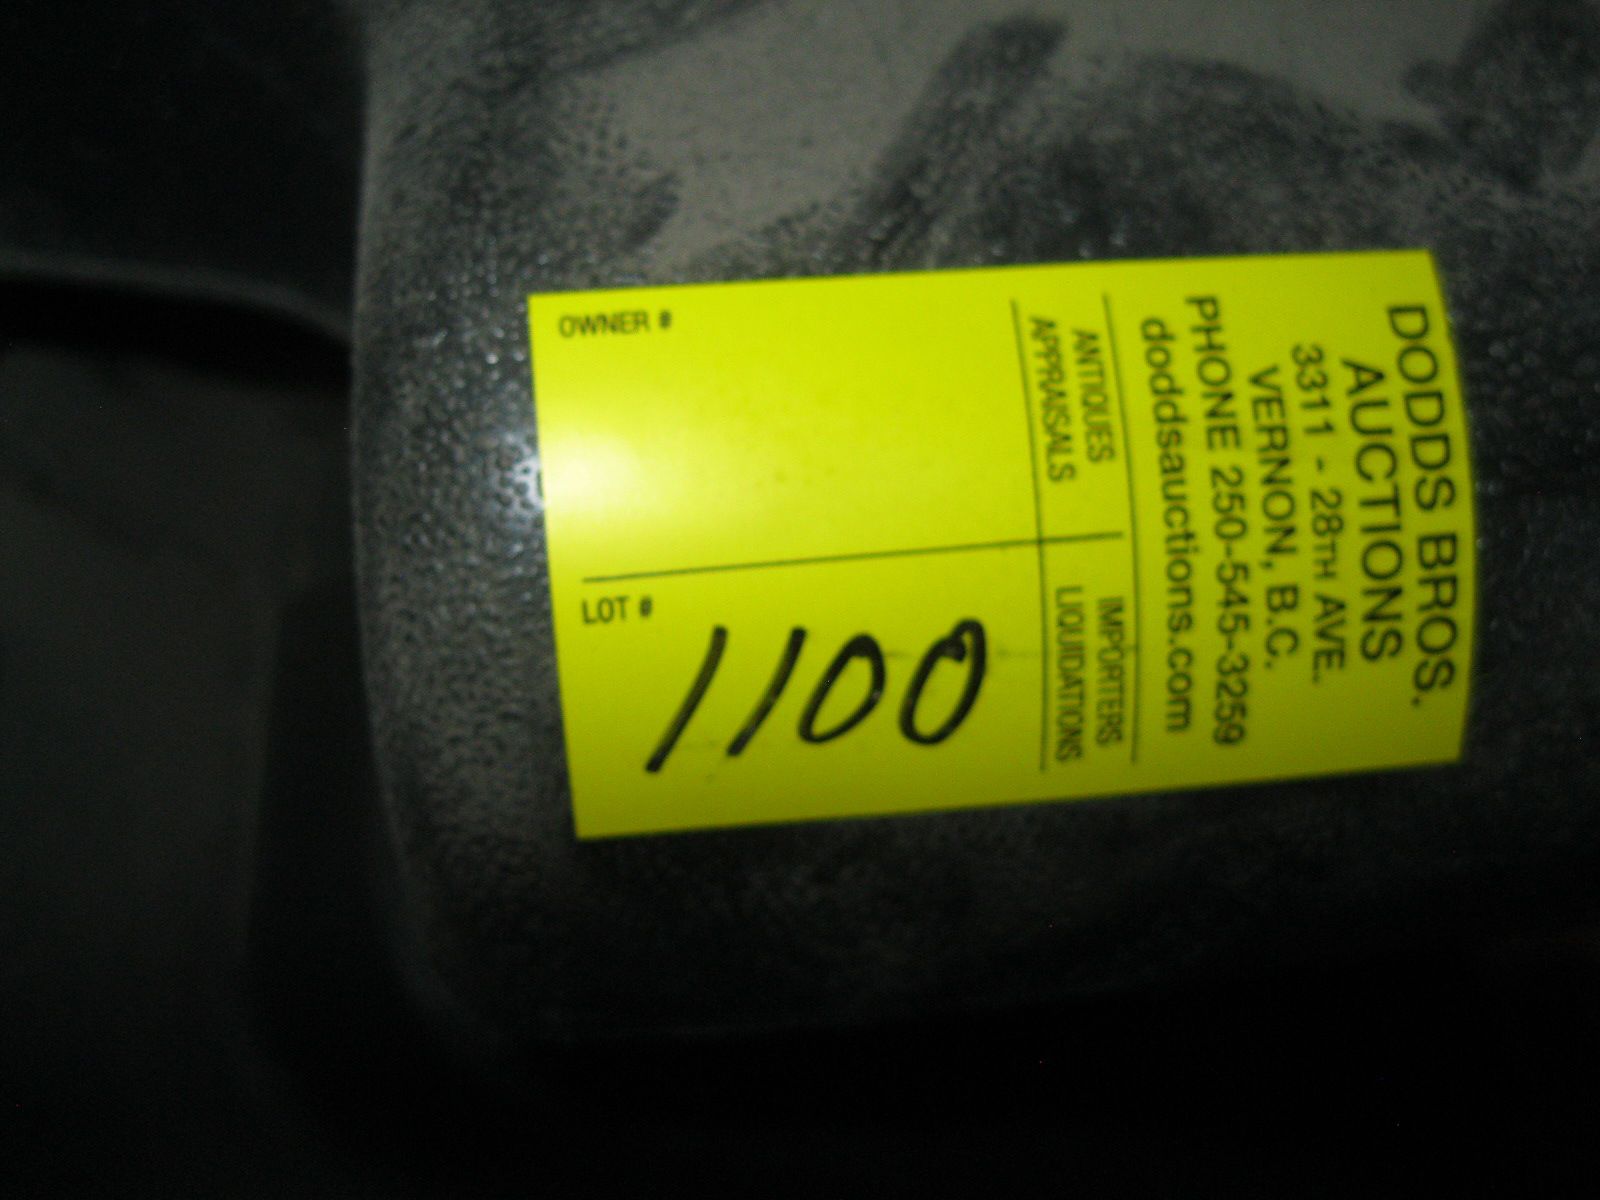 DODDS BROS.
AUCTIONS
3311 - 28TH AVE.
VERNON, B.C.
PHONE 250-545-3259
doddsauctions.com
ANTIQUES IMPORTERS
APPRAISALS LIQUIDATIONS
OWNER #
LOT #
1100